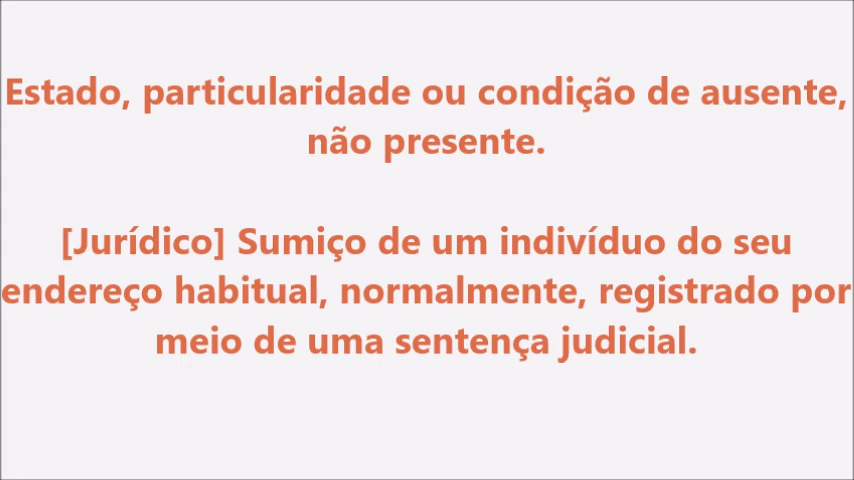 Estado, particularidade ou condição de ausente,
não presente.
[Jurídico] Sumiço de um indivíduo do seu
endereço habitual, normalmente, registrado por
meio de uma sentença judicial.